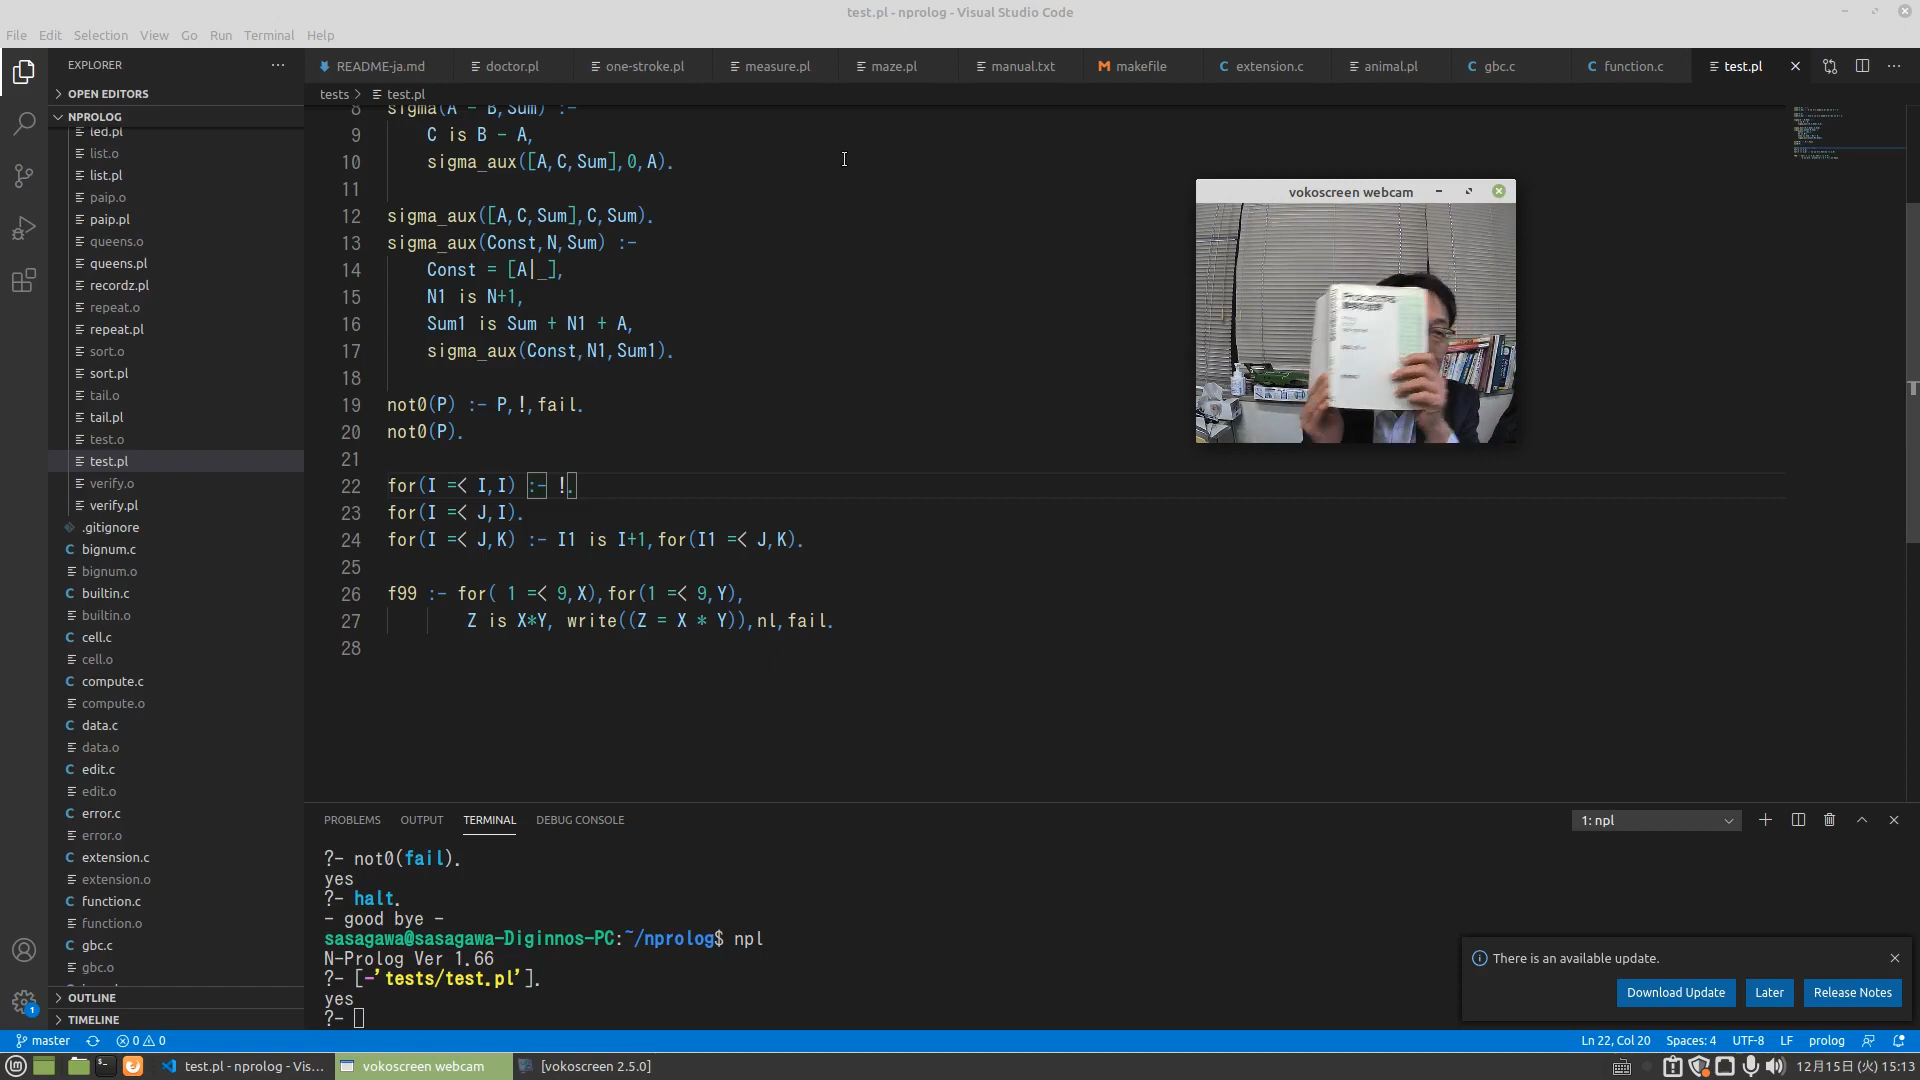 test.pl - nprolog - Visual Studio Code
File Edit Selection View Go Run Terminal Help
EXPLORER
OPEN EDITORS
NPROLOG
led.pl
list.o
list.pl
paip.o
paip.pl
queens.o
queens.pl
recordz.pl
repeat.o
repeat.pl
sort.o
sort.pl
tail.o
tail.pl
test.o
test.pl
verify.o
verify.pl
.gitignore
bignum.c
bignum.o
builtin.c
builtin.o
cell.c
cell.o
compute.c
compute.o
data.c
data.o
edit.c
edit.o
error.c
error.o
extension.c
extension.o
function.c
function.o
gbc.c
gbc.o
OUTLINE
TIMELINE
README-ja.md doctor.pl one-stroke.pl measure.pl maze.pl manual.txt makefile extension.c animal.pl gbc.c function.c test.pl
tests > test.pl
8 sigma(A - B,Sum) :-
9 C is B - A,
10 sigma_aux([A,C,Sum],0,A).
11
12 sigma_aux([A,C,Sum],C,Sum).
13 sigma_aux(Const,N,Sum) :-
14 Const = [A|_],
15 N1 is N+1,
16 Sum1 is Sum + N1 + A,
17 sigma_aux(Const,N1,Sum1).
18
19 not0(P) :- P,!,fail.
20 not0(P).
21
22 for(I =< I,I) :- !.
23 for(I =< J,I).
24 for(I =< J,K) :- I1 is I+1,for(I1 =< J,K).
25
26 f99 :- for( 1 =< 9,X),for(1 =< 9,Y),
27 Z is X*Y, write((Z = X * Y)),nl,fail.
28
vokoscreen webcam
PROBLEMS OUTPUT TERMINAL DEBUG CONSOLE
1: npl
?- not0(fail).
yes
?- halt.
- good bye -
sasagawa@sasagawa-Diginnos-PC:~/nprolog$ npl
N-Prolog Ver 1.66
?- [-'tests/test.pl'].
yes
?-
There is an available update.
Download Update Later Release Notes
1
master 0 0 Ln 22, Col 20 Spaces: 4 UTF-8 LF prolog
test.pl - nprolog - Vis... vokoscreen webcam [vokoscreen 2.5.0] 12月15日 (火) 15:13